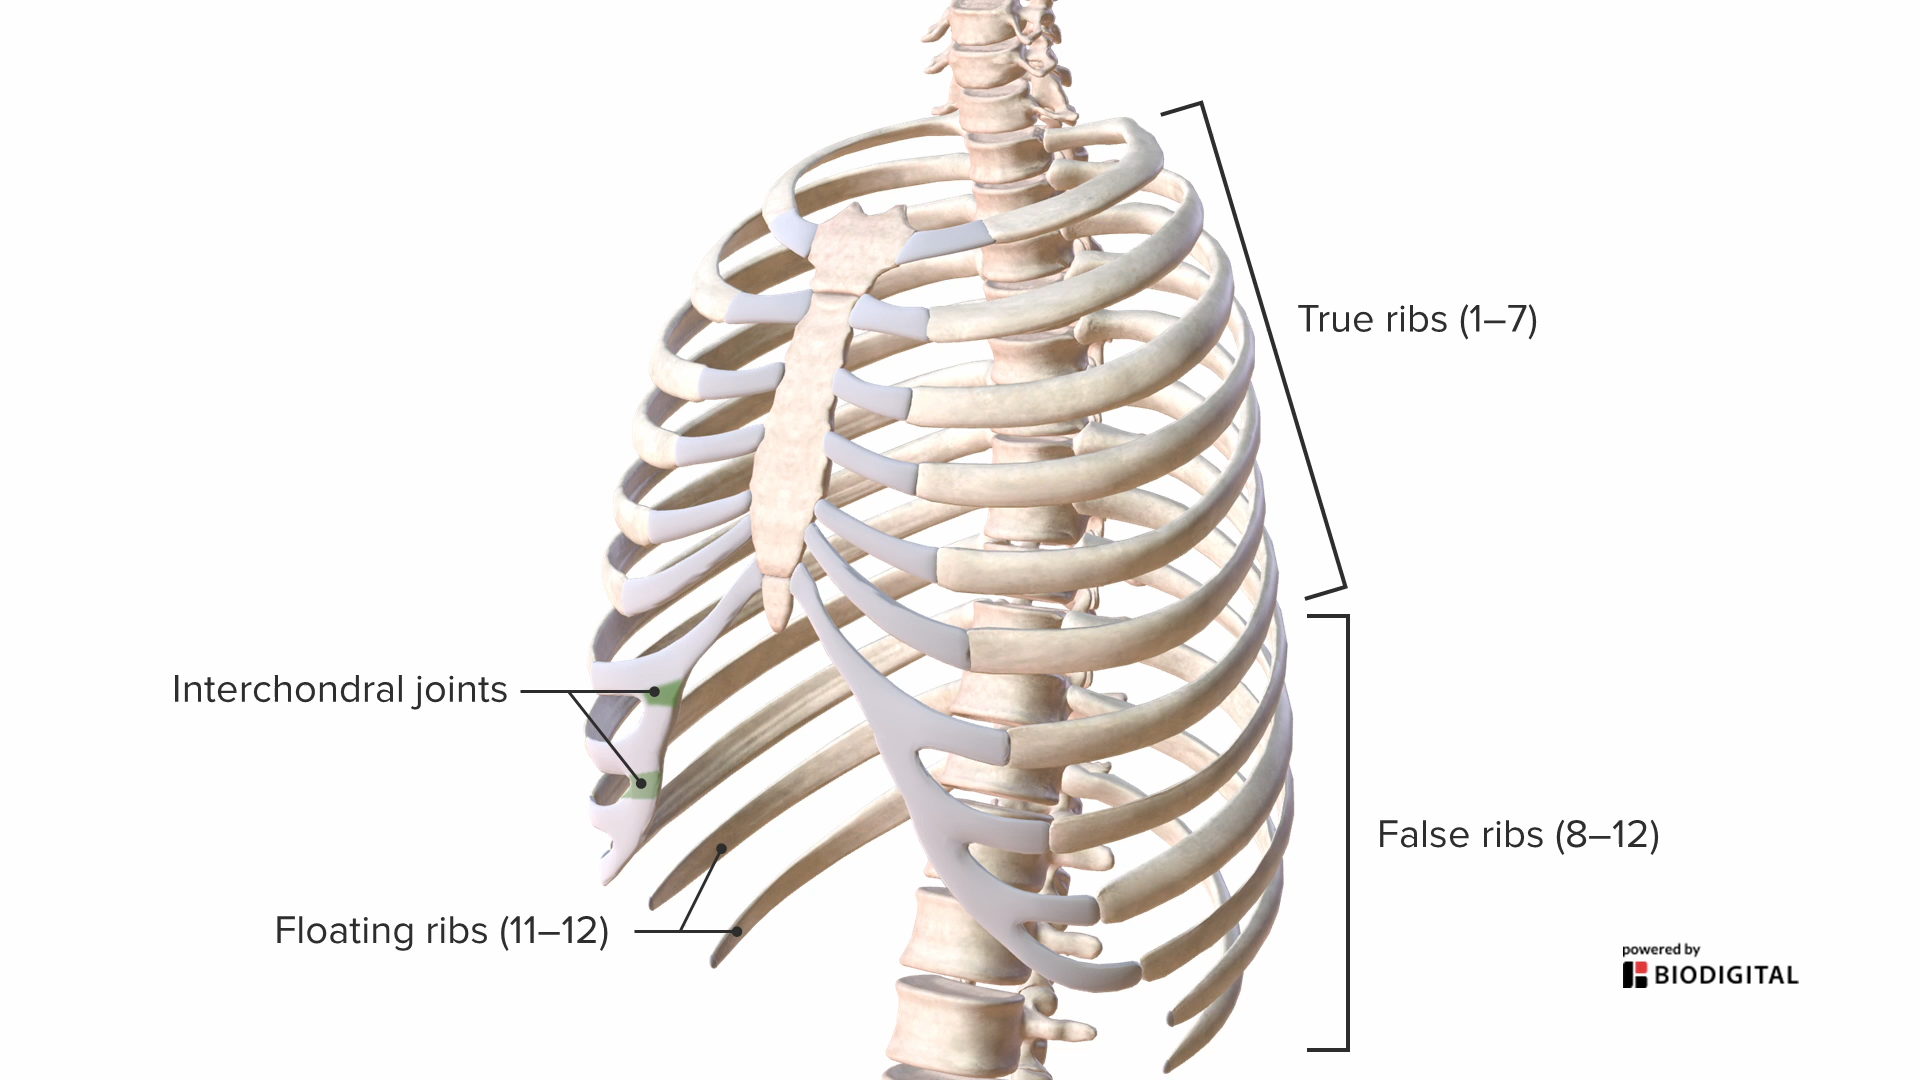 True ribs (1–7)
Interchondral joints
False ribs (8–12)
Floating ribs (11–12)
powered by
BIODIGITAL